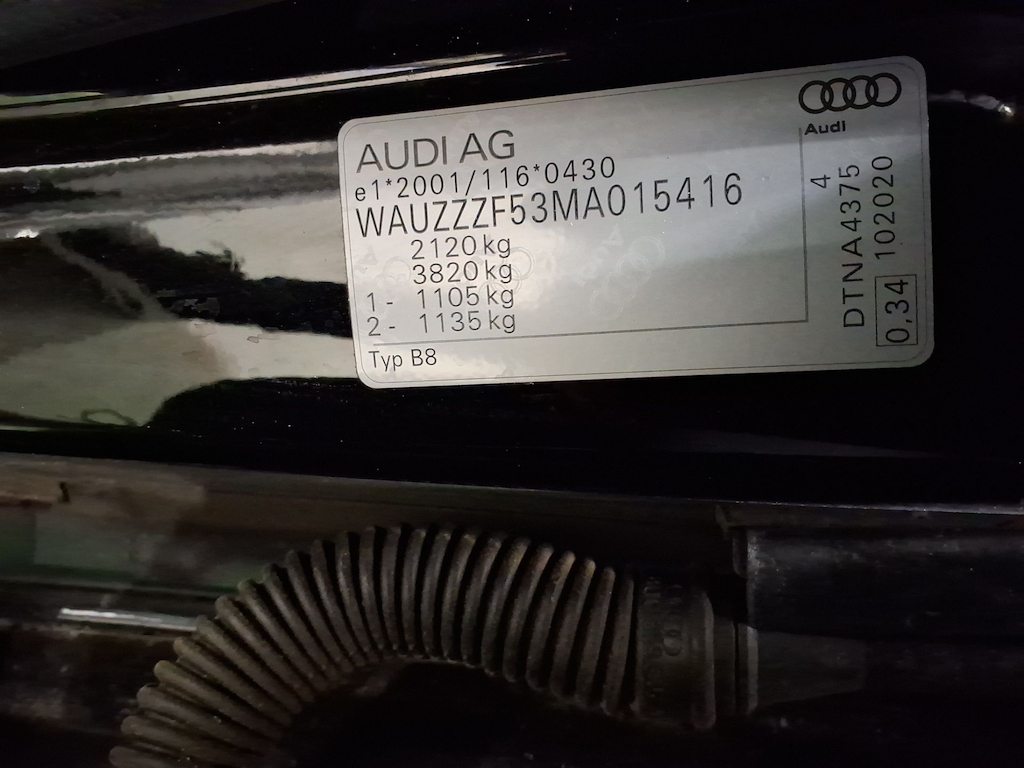 AUDI AG
e1*2001/116*0430
WAUZZZF53MA015416
2120 kg
3820 kg
1 - 1105 kg
2 - 1135 kg
Typ B8
Audi
4
DTNA4375
0,34 102020